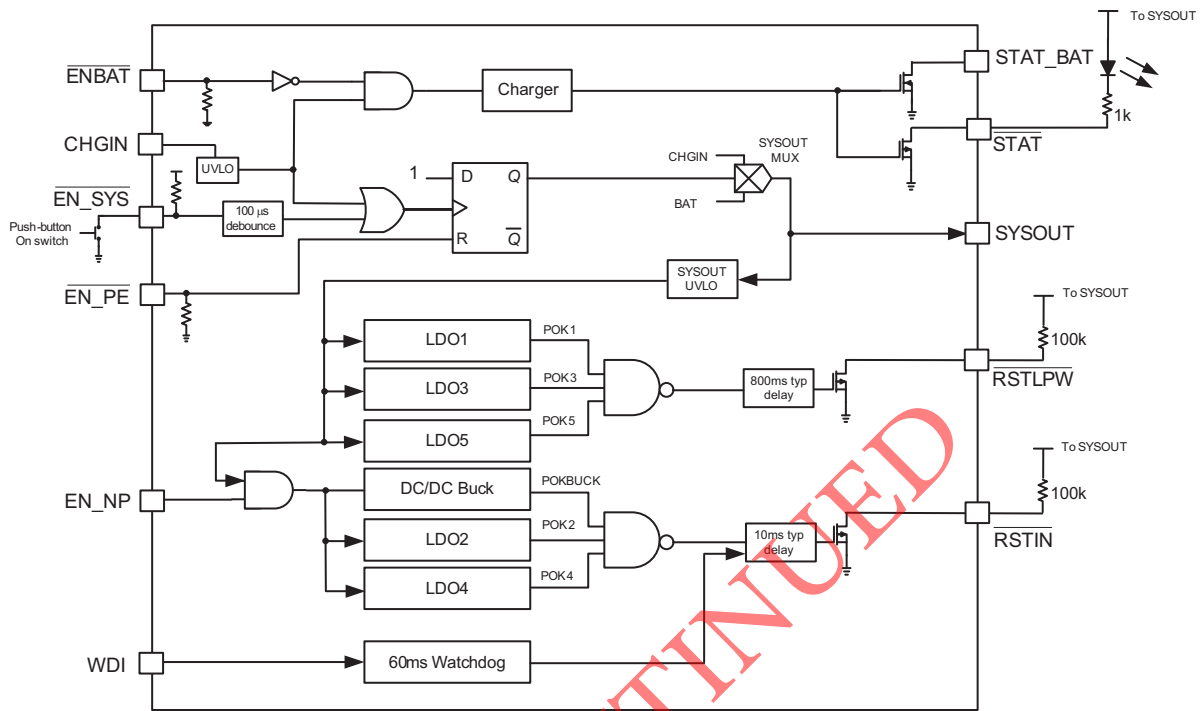 To SYSOUT
ENBAT
Charger
STAT_BAT
1k
CHGIN
UVLO
STAT
CHGIN
SYSOUT
MUX
EN_SYS
1
D
Q
100 µs
debounce
BAT
Push-button
On switch
R
Q
SYSOUT
SYSOUT
UVLO
EN_PE
To SYSOUT
LDO1
POK1
100k
LDO3
POK3
800ms typ
delay
RSTLPW
LDO5
POK5
To SYSOUT
EN_NP
DC/DC Buck
POKBUCK
100k
LDO2
POK2
10ms typ
delay
RSTIN
LDO4
POK4
WDI
60ms Watchdog
TINUED